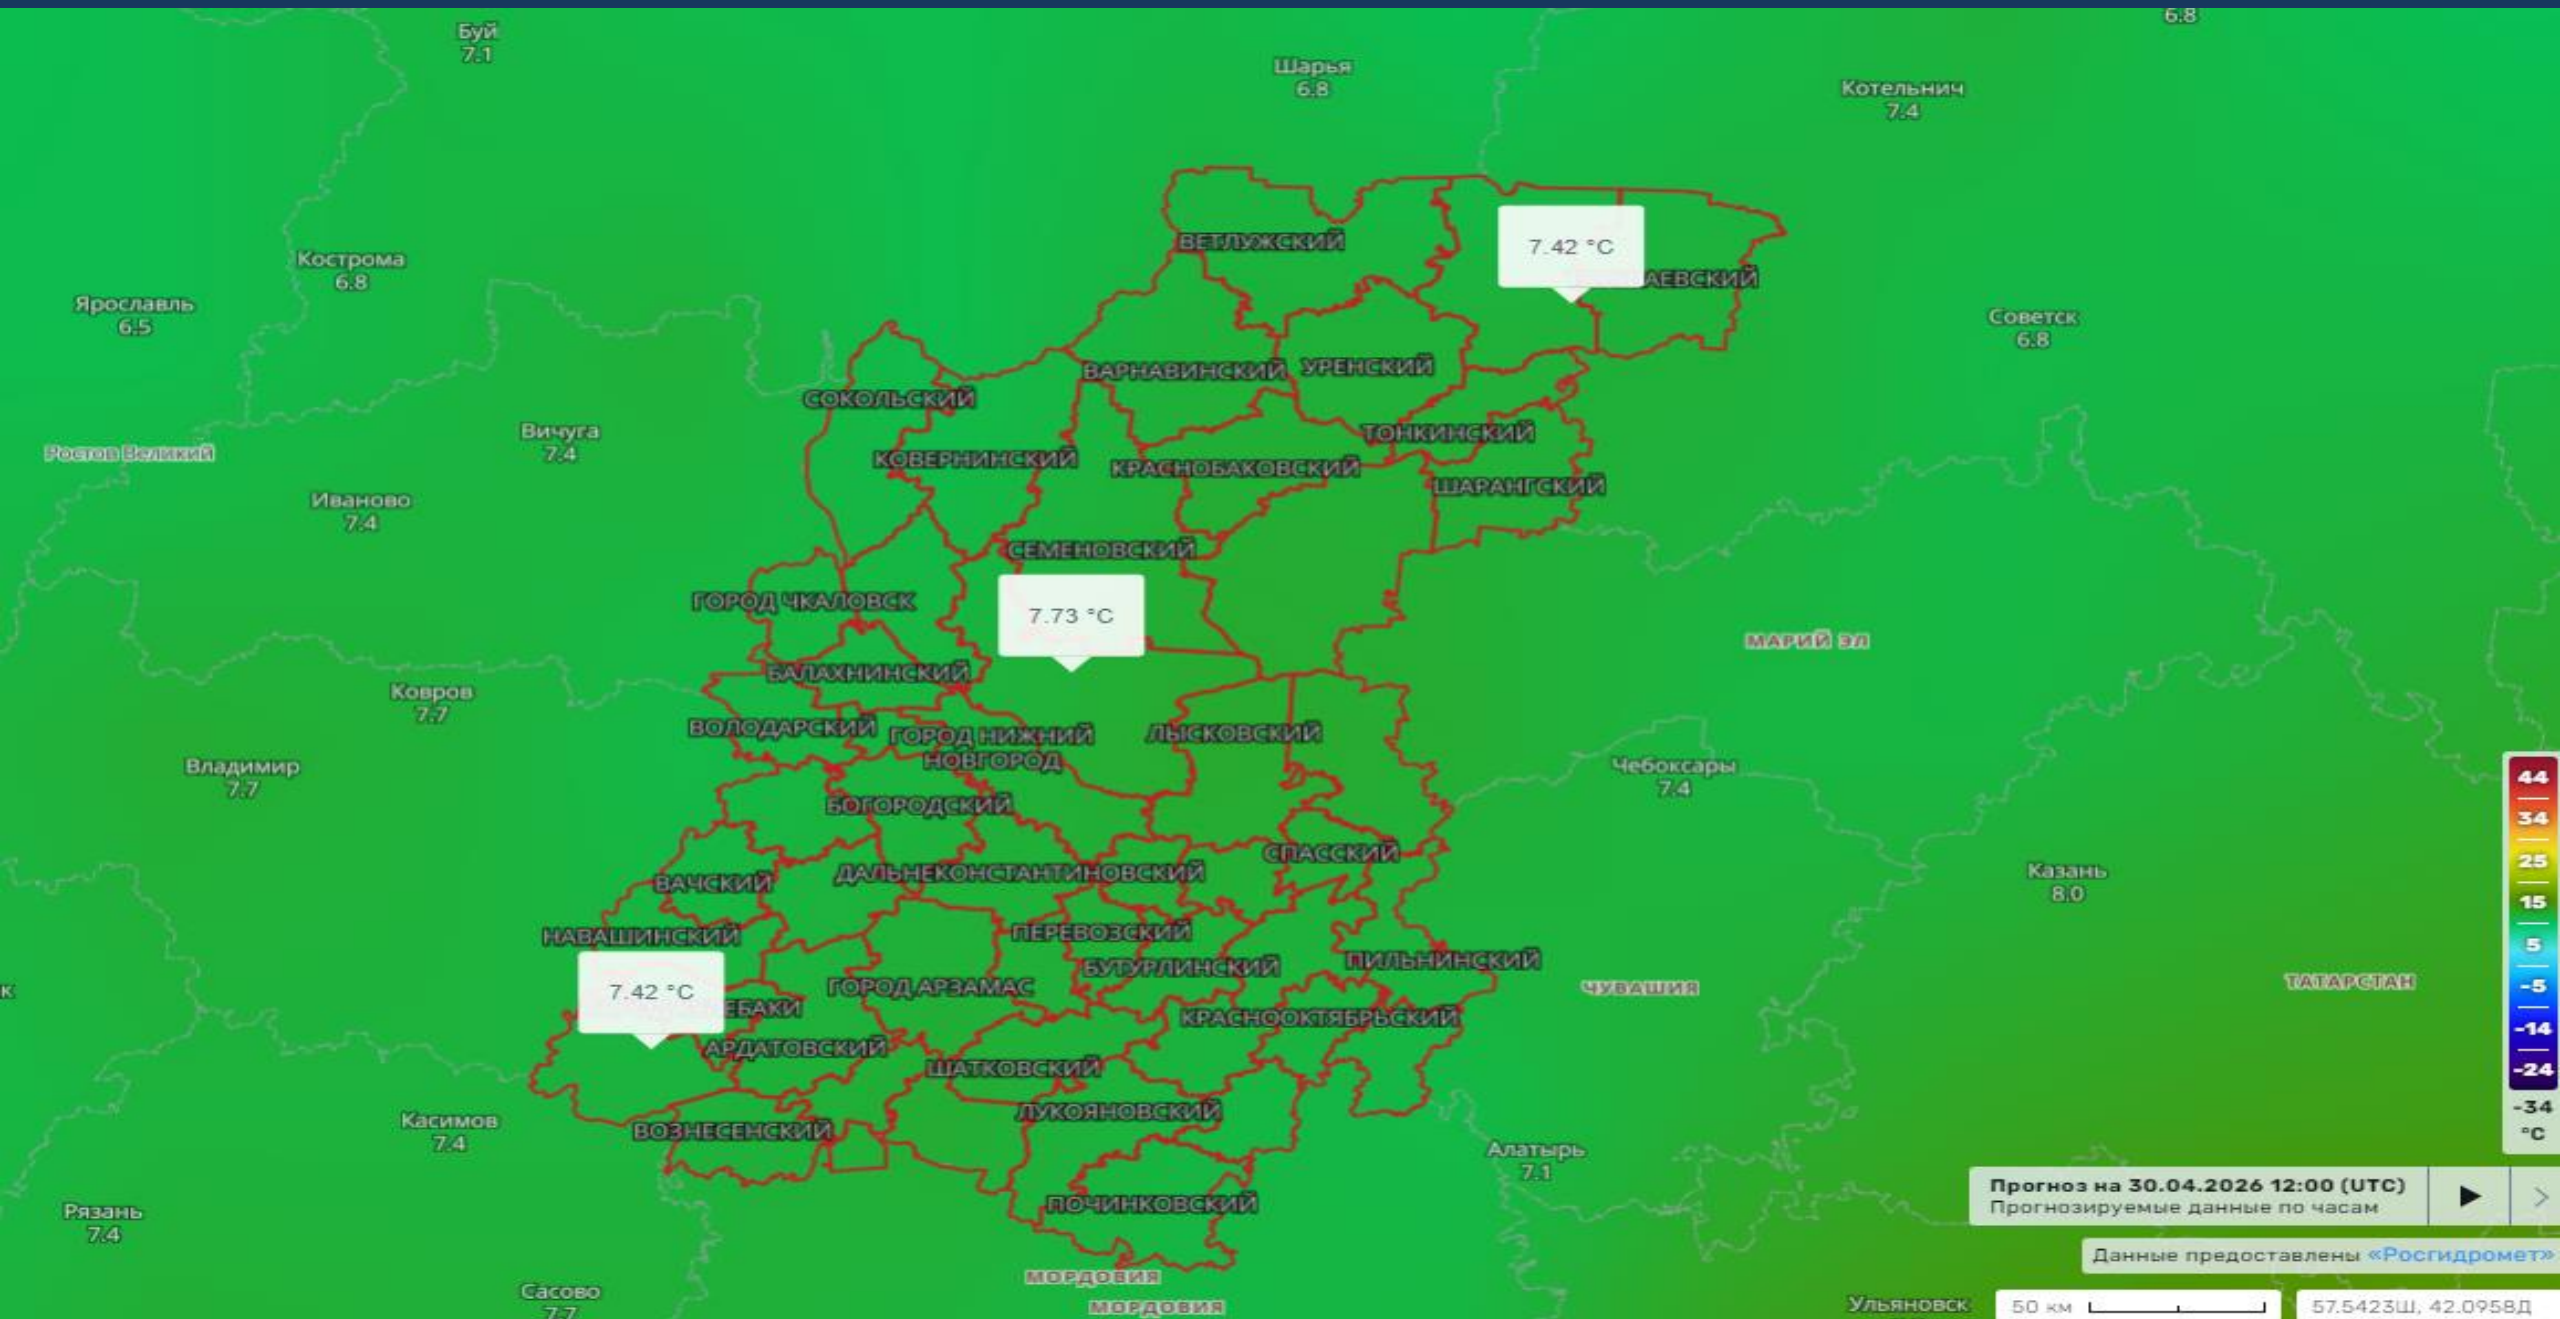 6.8
Буй
7.1
Шарья
6.8
Котельнич
7.4
ВЕТЛУЖСКИЙ
7.42 °C
АЕВСКИЙ
Кострома
6.8
Ярославль
6.5
Советск
6.8
ВАРНАВИНСКИЙ
УРЕНСКИЙ
СОКОЛЬСКИЙ
Вичуга
7.4
ТОНКИНСКИЙ
Ростов Великий
КОВЕРНИНСКИЙ
КРАСНОБАКОВСКИЙ
ШАРАНГСКИЙ
Иваново
7.4
СЕМЕНОВСКИЙ
ГОРОД ЧКАЛОВСК
7.73 °C
МАРИЙ ЭЛ
БАЛАХНИНСКИЙ
Ковров
7.7
ВОЛОДАРСКИЙ
ГОРОД НИЖНИЙ
НОВГОРОД
ЛЫСКОВСКИЙ
Владимир
7.7
Чебоксары
7.4
БОГОРОДСКИЙ
СПАССКИЙ
ДАЛЬНЕКОНСТАНТИНОВСКИЙ
ВАЧСКИЙ
Казань
8.0
НАВАШИНСКИЙ
ПЕРЕВОЗСКИЙ
БУТУРЛИНСКИЙ
ПИЛЬНИНСКИЙ
7.42 °C
ЕБАКИ
ГОРОД АРЗАМАС
ЧУВАШИЯ
ТАТАРСТАН
к
КРАСНООКТЯБРЬСКИЙ
АРДАТОВСКИЙ
ШАТКОВСКИЙ
ЛУКОЯНОВСКИЙ
Касимов
7.4
ВОЗНЕСЕНСКИЙ
Алатырь
7.1
Рязань
7.4
ПОЧИНКОВСКИЙ
МОРДОВИЯ
МОРДОВИЯ
Сасово
7.7
Ульяновск
44
34
25
15
5
-5
-14
-24
-34
°C
Прогноз на 30.04.2026 12:00 (UTC)
Прогнозируемые данные по часам
Данные предоставлены «Росгидромет»
50 км
57.5423Ш, 42.0958Д